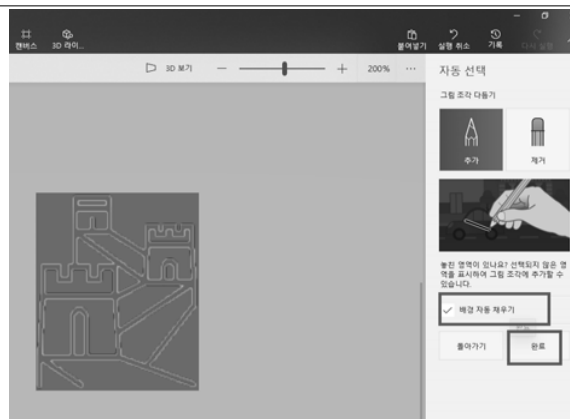 캔버스
3D 라이...
붙여넣기
실행 취소
기록
다시 실행
3D 보기
200%
자동 선택
그림 조각 다듬기
추가
제거
놓친 영역이 있나요? 선택되지 않은 영
역을 표시하여 그림 조각에 추가할 수
있습니다.
배경 자동 채우기
돌아가기
완료